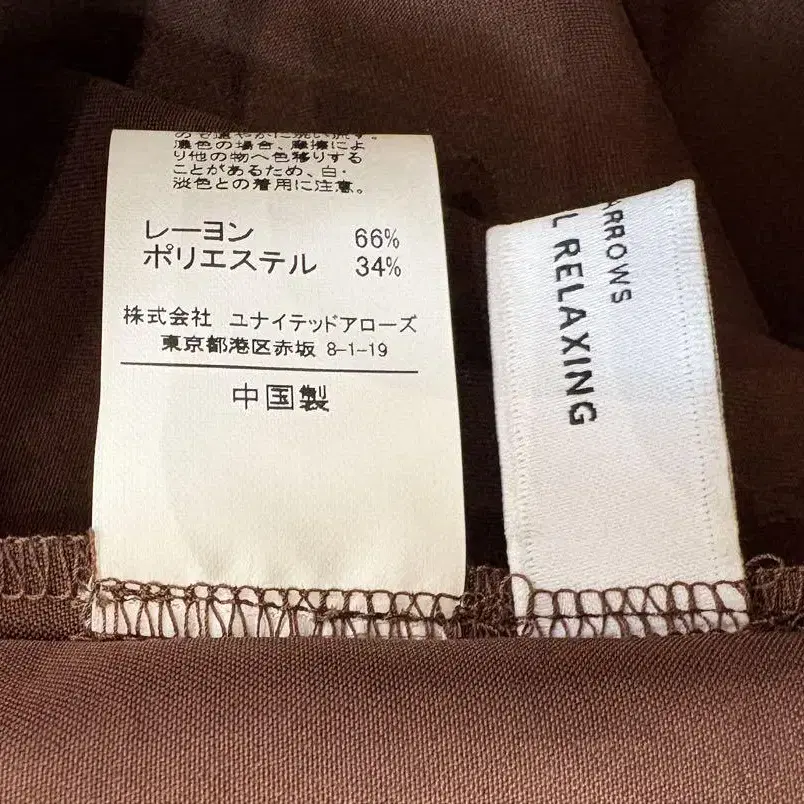 濃色の場合、摩擦によ
り他の物へ色移りする
ことがあるため、白・
淡色との着用に注意。
レーヨン 66%
ポリエステル 34%
株式会社 ユナイテッドアローズ
東京都港区赤坂 8-1-19
中国製
ARROWS
L RELAXING